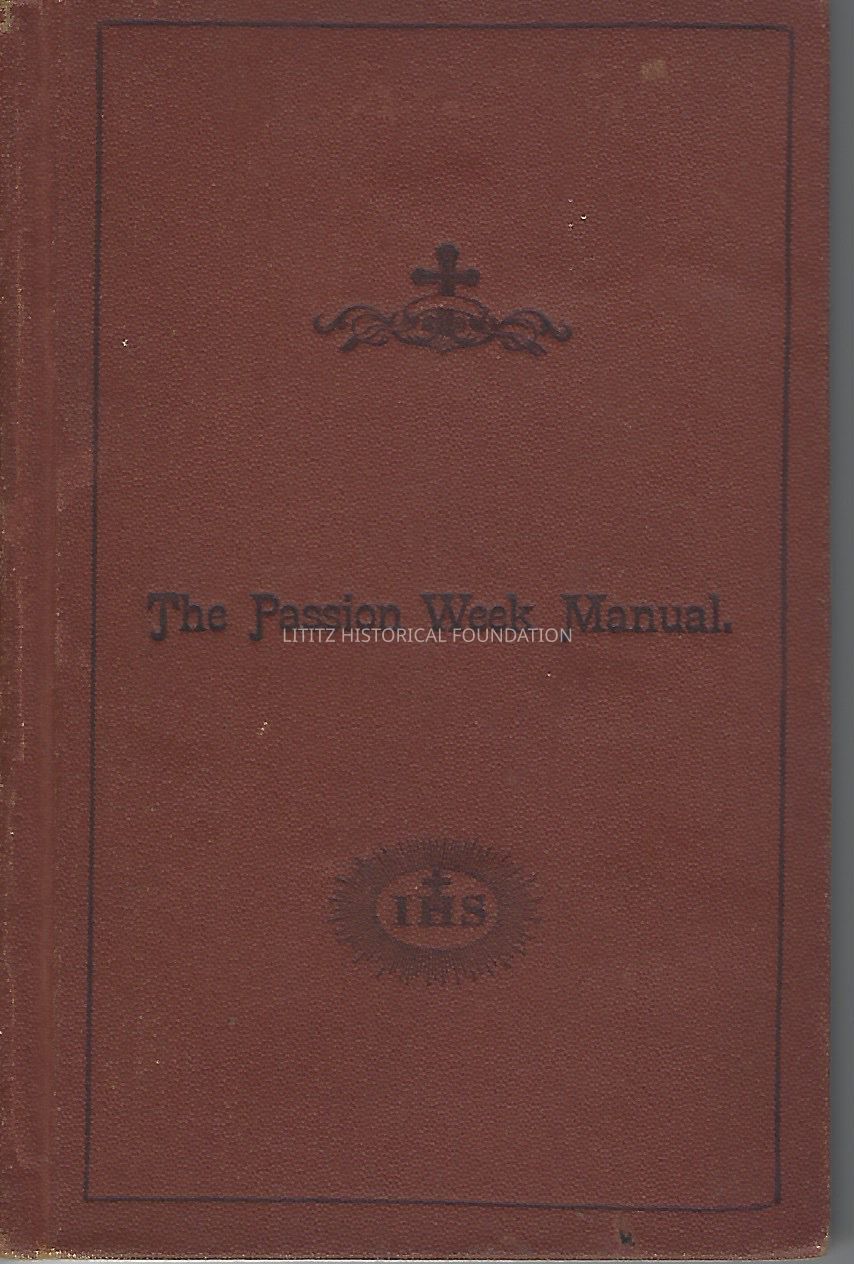 The Passion Week Manual.
LITITZ HISTORICAL FOUNDATION
IHS